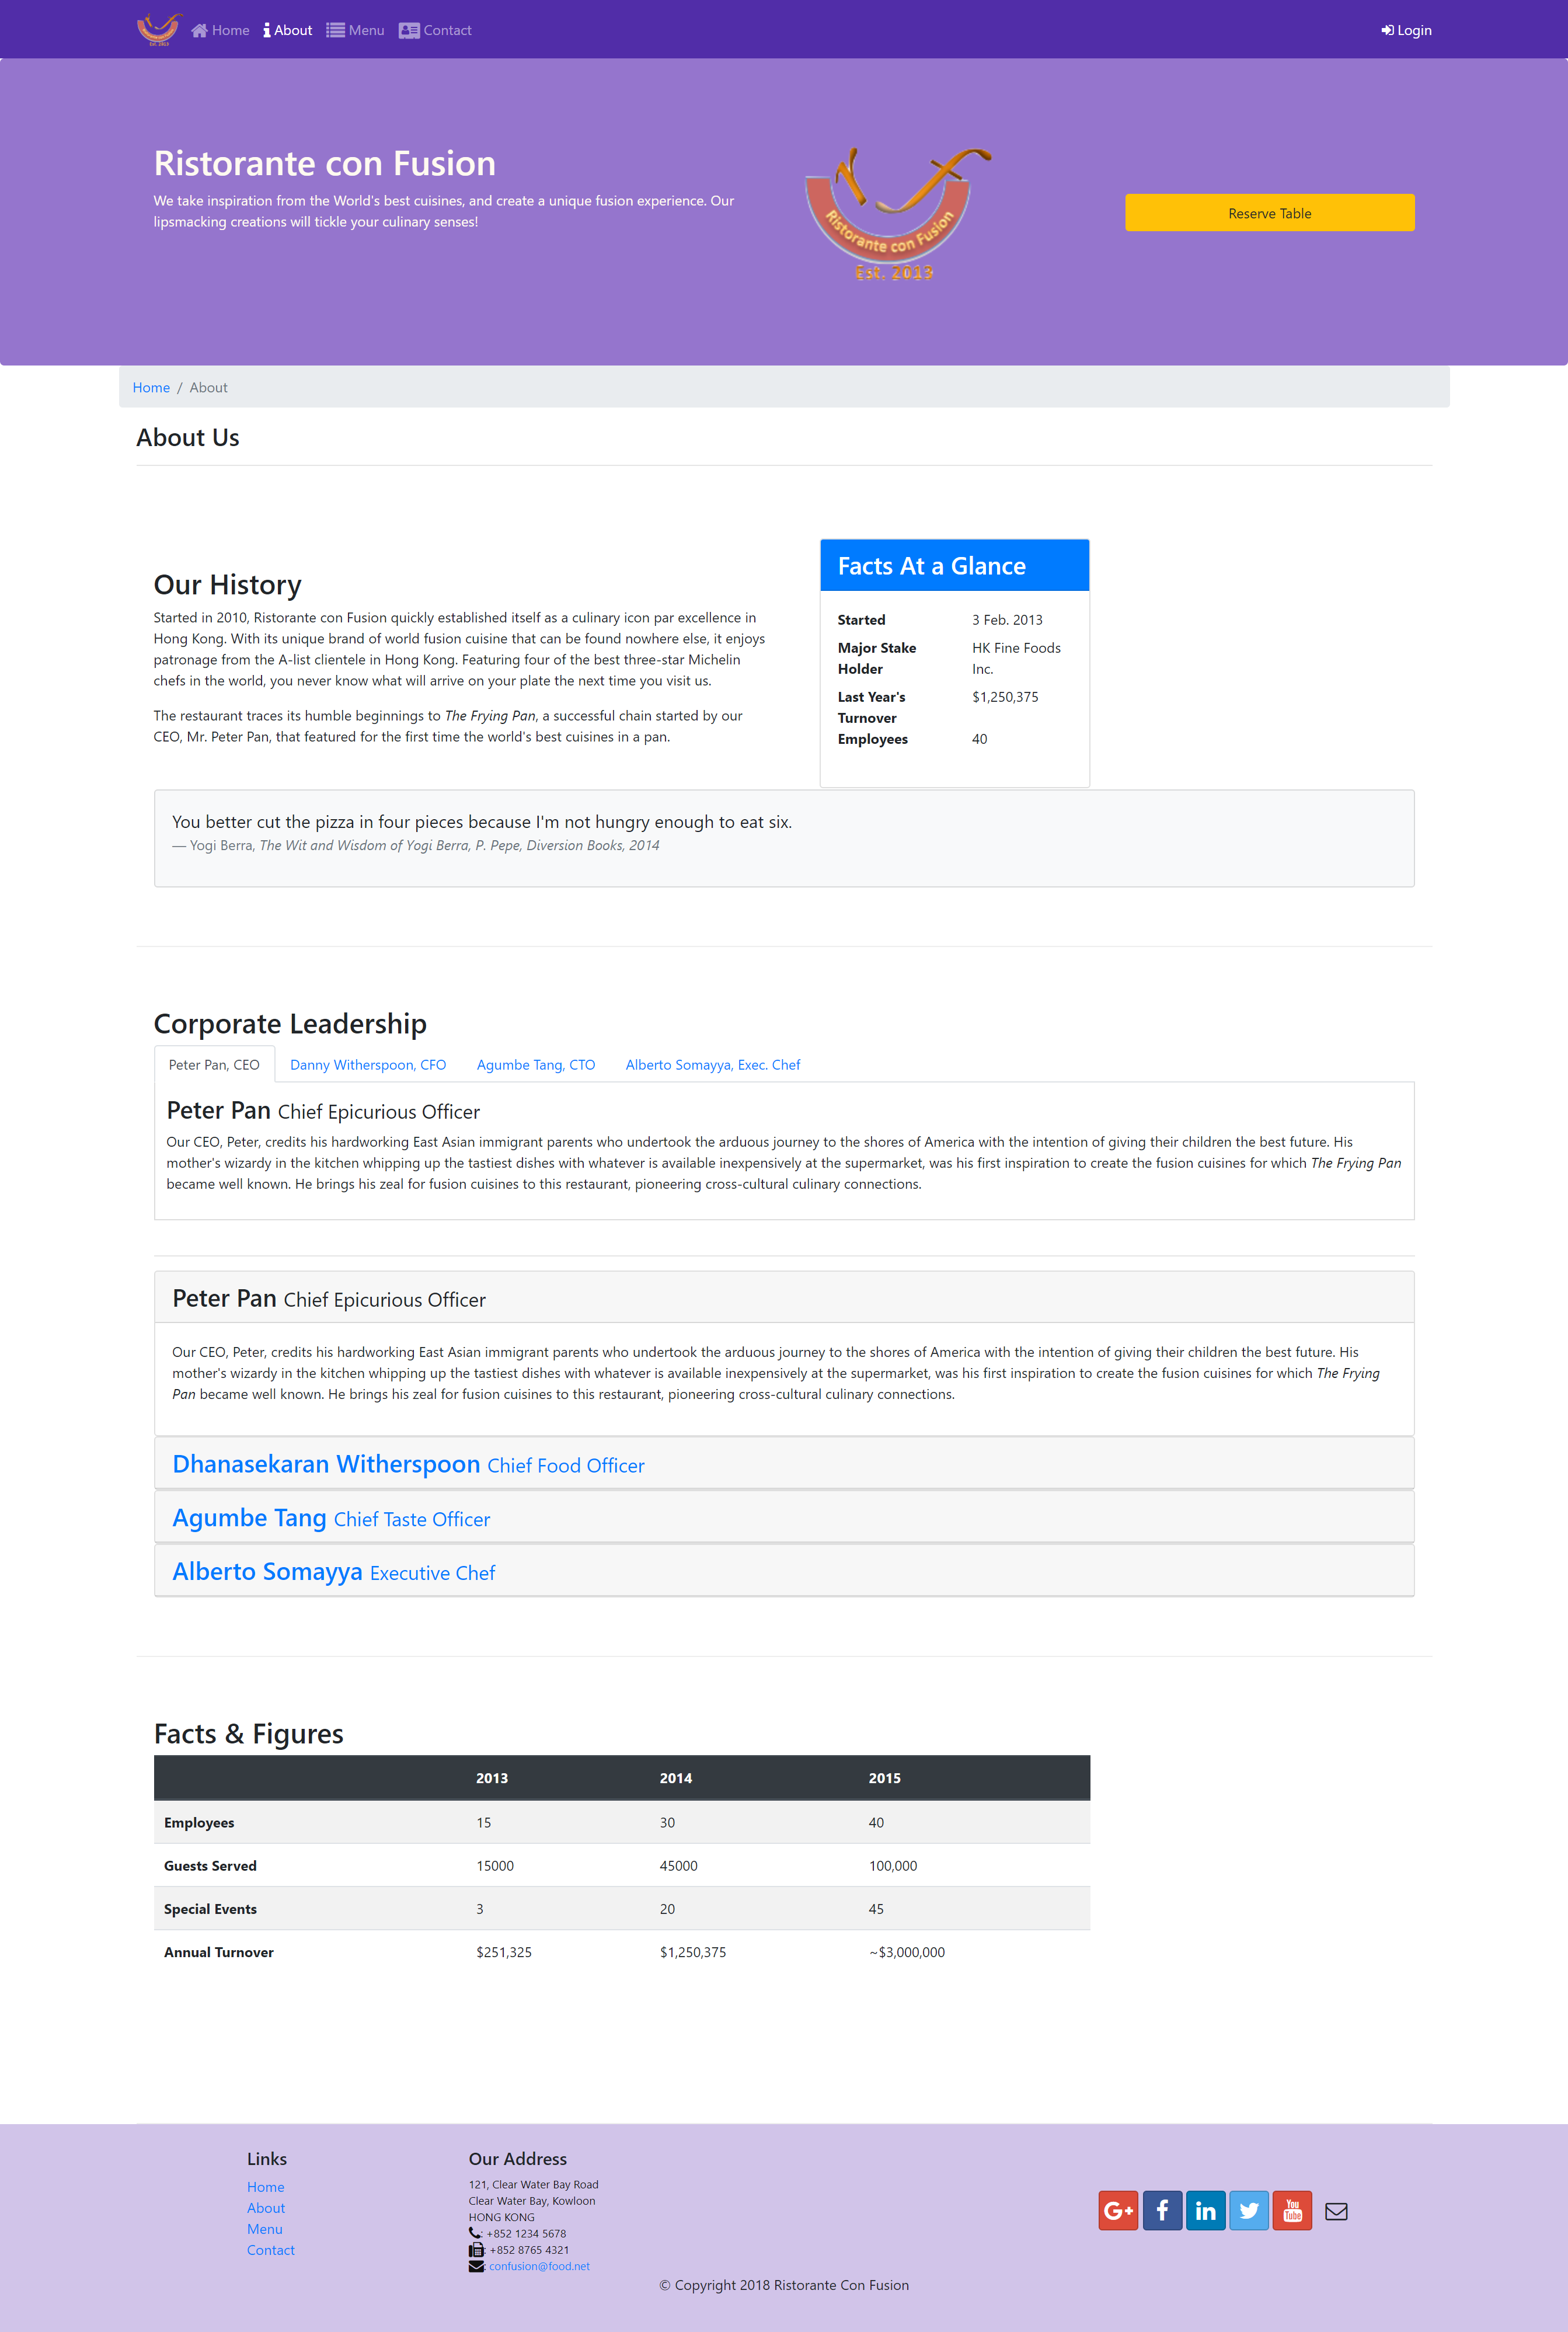 Est. 2013
Home
About
Menu
Contact
Login
Ristorante con Fusion
We take inspiration from the World's best cuisines, and create a unique fusion experience. Our
lipsmacking creations will tickle your culinary senses!
Ristorante con Fusion
Est. 2013
Reserve Table
Home / About
About Us
Our History
Started in 2010, Ristorante con Fusion quickly established itself as a culinary icon par excellence in
Hong Kong. With its unique brand of world fusion cuisine that can be found nowhere else, it enjoys
patronage from the A-list clientele in Hong Kong. Featuring four of the best three-star Michelin
chefs in the world, you never know what will arrive on your plate the next time you visit us.
The restaurant traces its humble beginnings to The Frying Pan, a successful chain started by our
CEO, Mr. Peter Pan, that featured for the first time the world's best cuisines in a pan.
Facts At a Glance
Started 3 Feb. 2013
Major Stake HK Fine Foods
Holder Inc.
Last Year's $1,250,375
Turnover
Employees 40
You better cut the pizza in four pieces because I'm not hungry enough to eat six.
— Yogi Berra, The Wit and Wisdom of Yogi Berra, P. Pepe, Diversion Books, 2014
Corporate Leadership
Peter Pan, CEO Danny Witherspoon, CFO Agumbe Tang, CTO Alberto Somayya, Exec. Chef
Peter Pan Chief Epicurious Officer
Our CEO, Peter, credits his hardworking East Asian immigrant parents who undertook the arduous journey to the shores of America with the intention of giving their children the best future. His
mother's wizardy in the kitchen whipping up the tastiest dishes with whatever is available inexpensively at the supermarket, was his first inspiration to create the fusion cuisines for which The Frying Pan
became well known. He brings his zeal for fusion cuisines to this restaurant, pioneering cross-cultural culinary connections.
Peter Pan Chief Epicurious Officer
Our CEO, Peter, credits his hardworking East Asian immigrant parents who undertook the arduous journey to the shores of America with the intention of giving their children the best future. His
mother's wizardy in the kitchen whipping up the tastiest dishes with whatever is available inexpensively at the supermarket, was his first inspiration to create the fusion cuisines for which The Frying
Pan became well known. He brings his zeal for fusion cuisines to this restaurant, pioneering cross-cultural culinary connections.
Dhanasekaran Witherspoon Chief Food Officer
Agumbe Tang Chief Taste Officer
Alberto Somayya Executive Chef
Facts & Figures
2013 2014 2015
Employees 15 30 40
Guests Served 15000 45000 100,000
Special Events 3 20 45
Annual Turnover $251,325 $1,250,375 ~$3,000,000
Links
Home
About
Menu
Contact
Our Address
121, Clear Water Bay Road
Clear Water Bay, Kowloon
HONG KONG
: +852 1234 5678
: +852 8765 4321
: confusion@food.net
G+ f in You Tube
© Copyright 2018 Ristorante Con Fusion